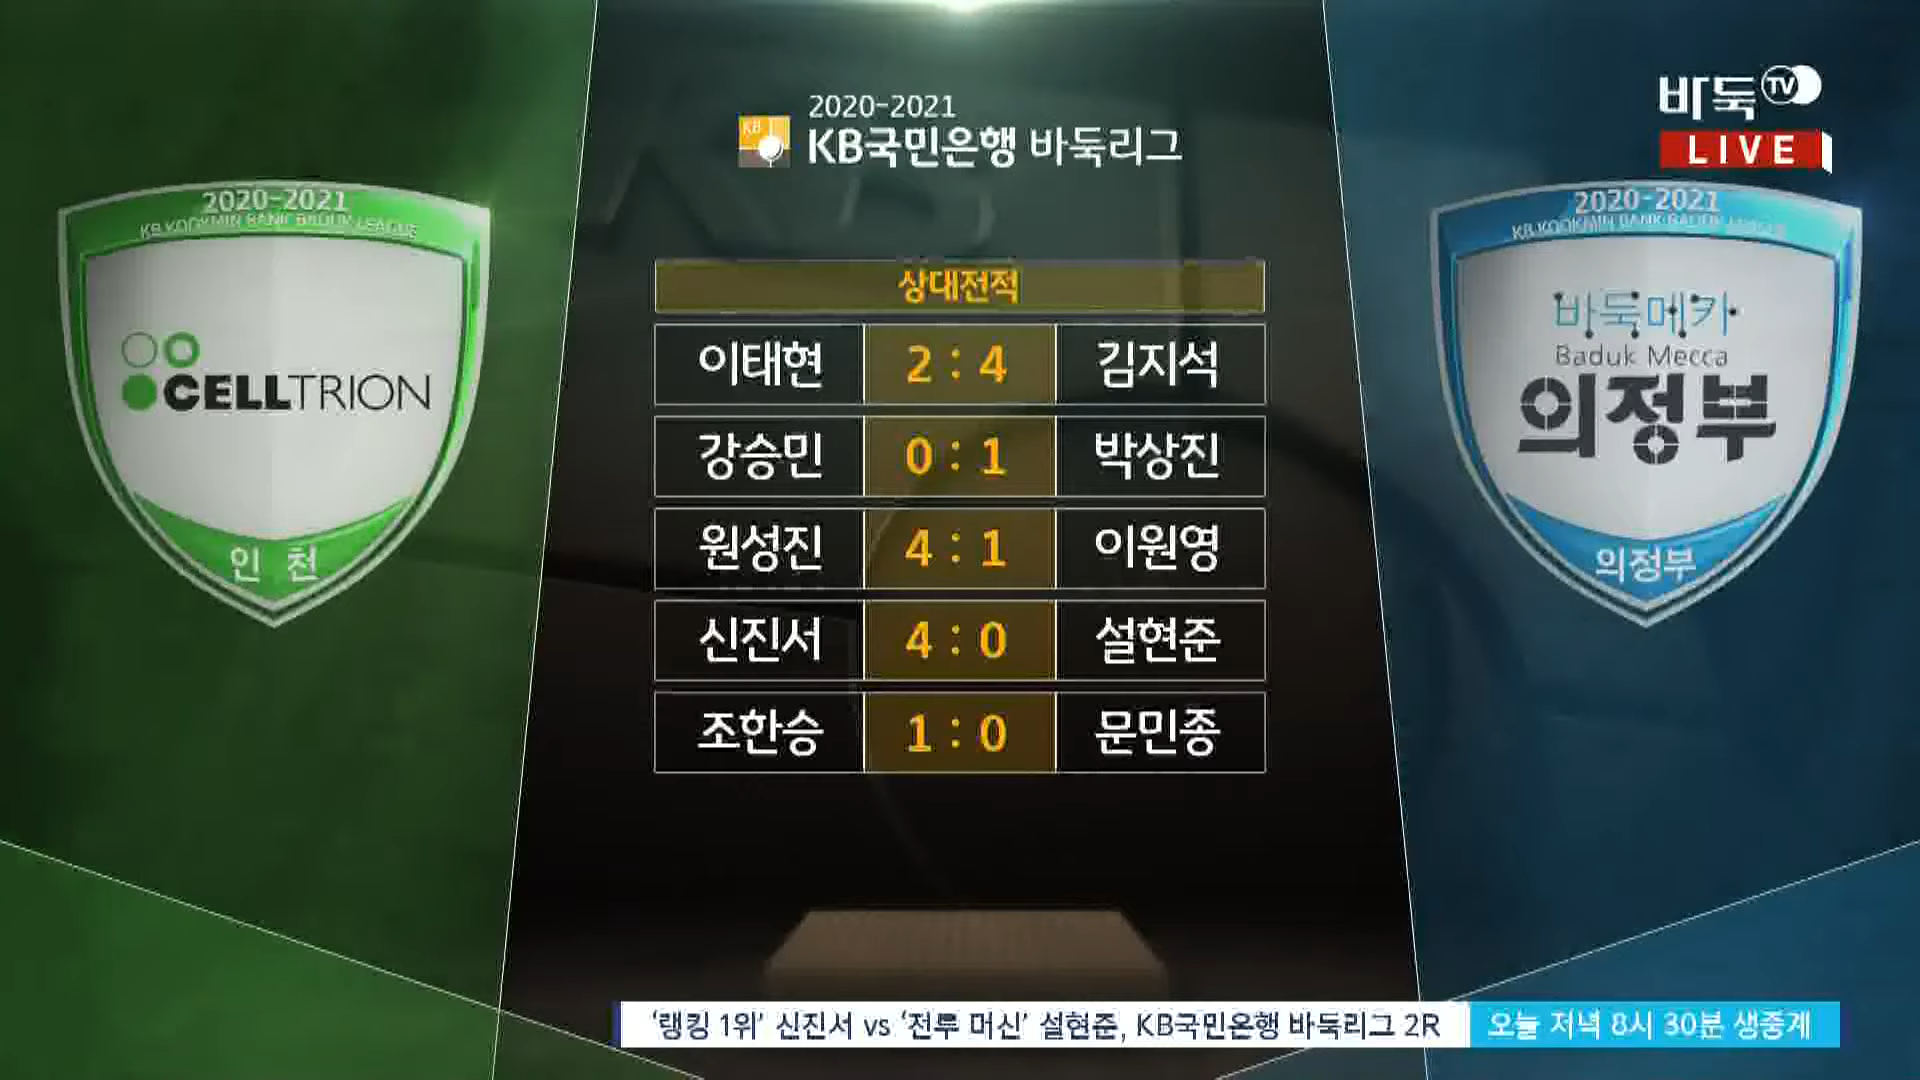 2020-2021
KB국민은행 바둑리그
KB
바둑TV
LIVE
2020-2021
KB KOOKMIN BANK BADUK LEAGUE
CELLTRION
인천
상대전적
이태현 2 : 4 김지석
강승민 0 : 1 박상진
원성진 4 : 1 이원영
신진서 4 : 0 설현준
조한승 1 : 0 문민종
2020-2021
KB KOOKMIN BANK BADUK LEAGUE
바둑메카
Baduk Mecca
의정부
의정부
‘랭킹 1위’ 신진서 vs ‘전투 머신’ 설현준, KB국민은행 바둑리그 2R 오늘 저녁 8시 30분 생중계